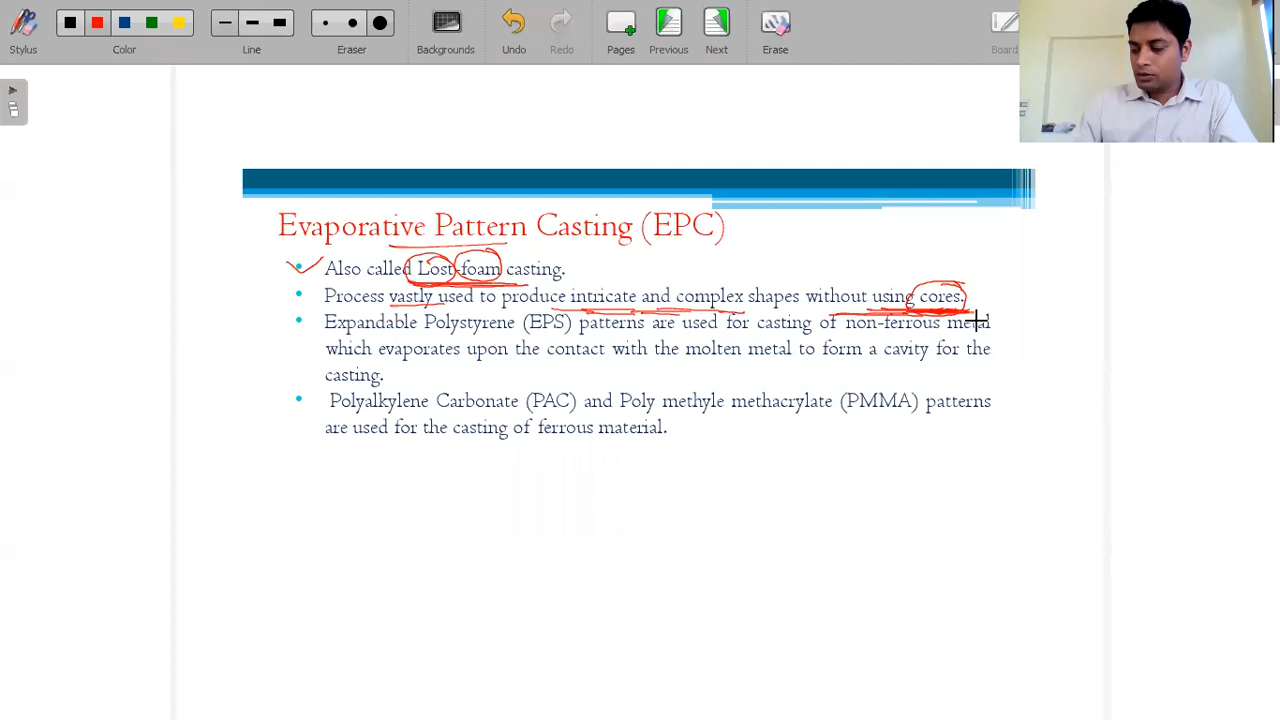 Stylus
Color
Line
Eraser
Backgrounds
Undo
Redo
Pages
Previous
Next
Erase
Board
Evaporative Pattern Casting (EPC)
• Also called Lost-foam casting.
• Process vastly used to produce intricate and complex shapes without using cores.
• Expandable Polystyrene (EPS) patterns are used for casting of non-ferrous metal
which evaporates upon the contact with the molten metal to form a cavity for the
casting.
• Polyalkylene Carbonate (PAC) and Poly methyle methacrylate (PMMA) patterns
are used for the casting of ferrous material.